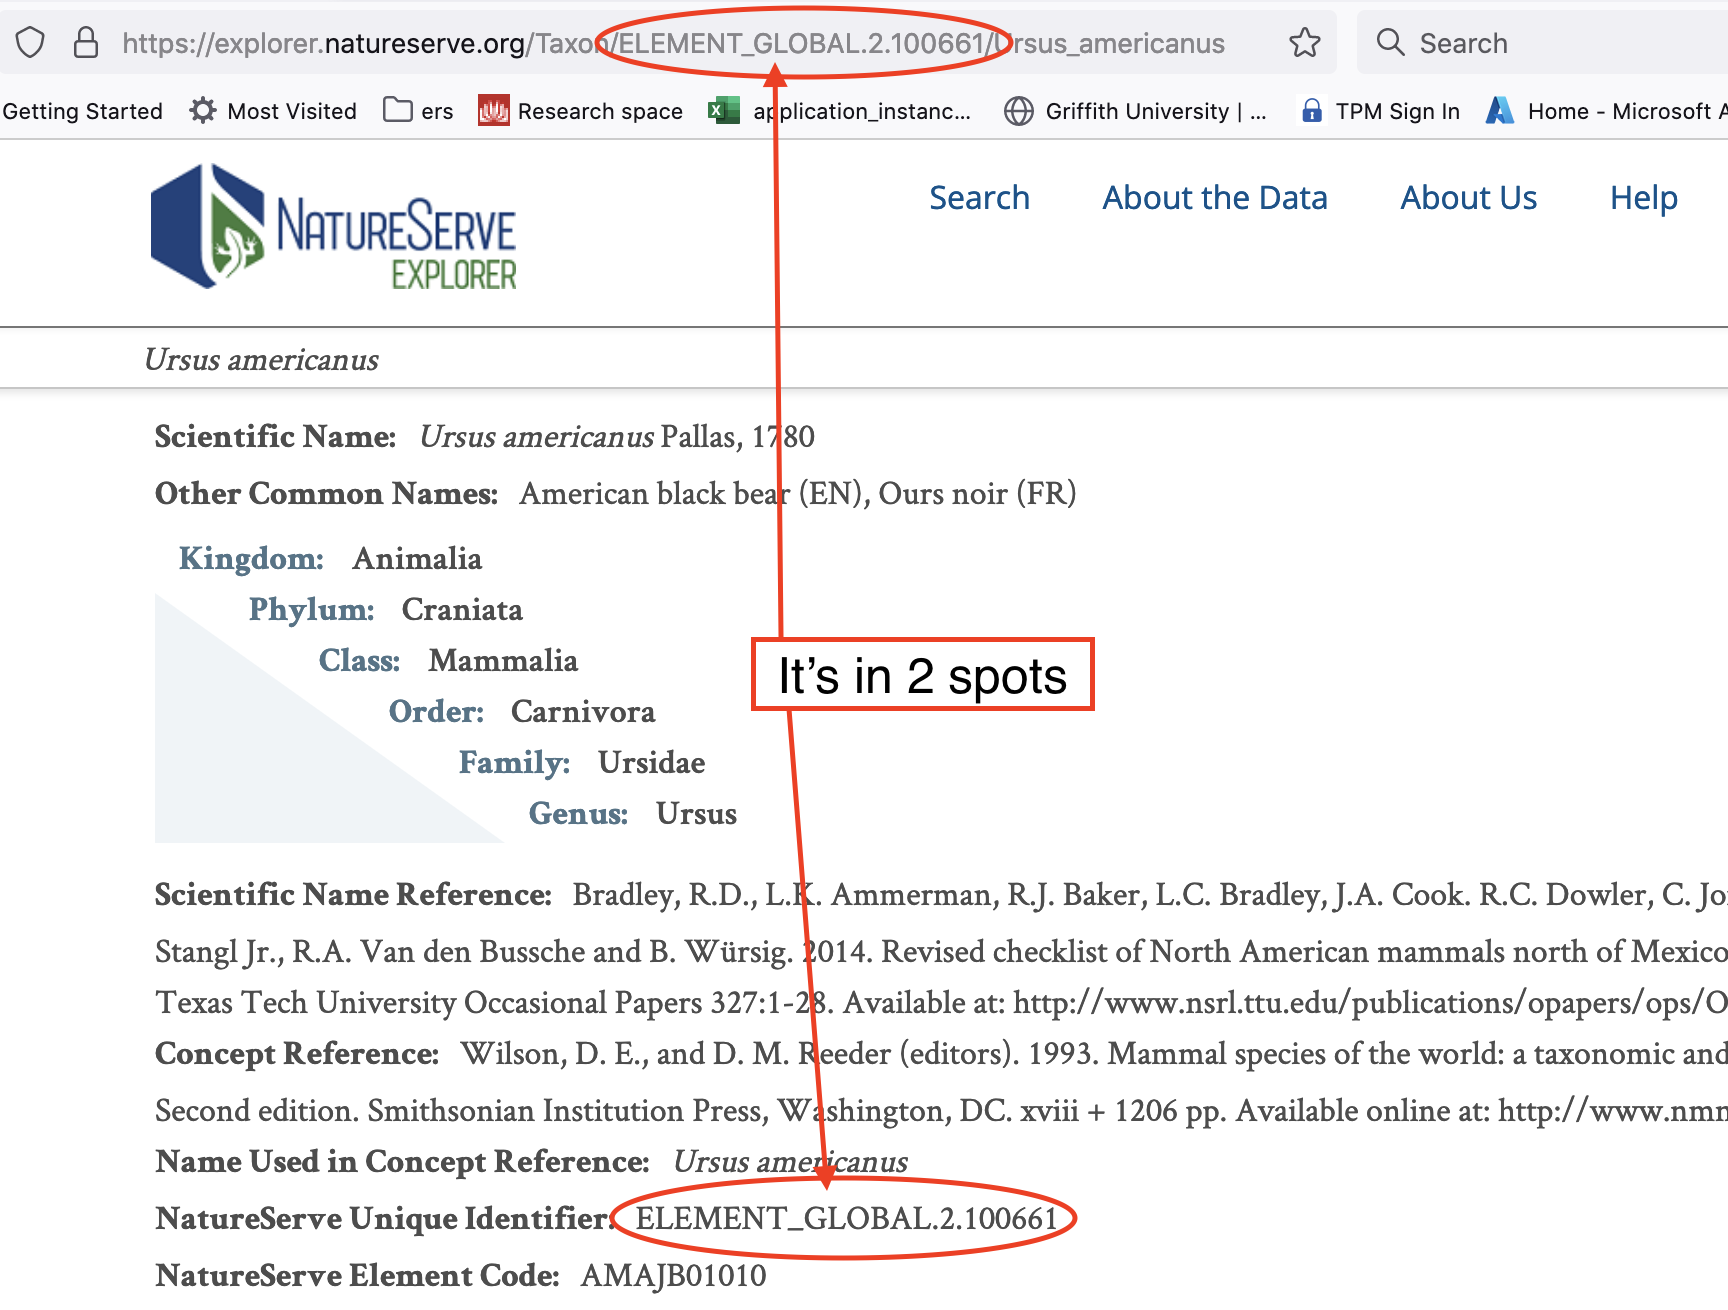 https://explorer.natureserve.org/Taxon/ELEMENT_GLOBAL.2.100661/Ursus_americanus Search
Getting Started Most Visited ers Research space application_instanc... Griffith University | ... TPM Sign In Home - Microsoft A
NATURESERVE
EXPLORER
Search About the Data About Us Help
Ursus americanus
Scientific Name: Ursus americanus Pallas, 1780
Other Common Names: American black bear (EN), Ours noir (FR)
Kingdom: Animalia
Phylum: Craniata
Class: Mammalia
It's in 2 spots
Order: Carnivora
Family: Ursidae
Genus: Ursus
Scientific Name Reference: Bradley, R.D., L.K. Ammerman, R.J. Baker, L.C. Bradley, J.A. Cook. R.C. Dowler, C. Jo
Stangl Jr., R.A. Van den Bussche and B. Würsig. 2014. Revised checklist of North American mammals north of Mexico
Texas Tech University Occasional Papers 327:1-28. Available at: http://www.nsrl.ttu.edu/publications/opapers/ops/O
Concept Reference: Wilson, D. E., and D. M. Reeder (editors). 1993. Mammal species of the world: a taxonomic and
Second edition. Smithsonian Institution Press, Washington, DC. xviii + 1206 pp. Available online at: http://www.nmn
Name Used in Concept Reference: Ursus americanus
NatureServe Unique Identifier: ELEMENT_GLOBAL.2.100661
NatureServe Element Code: AMAJB01010